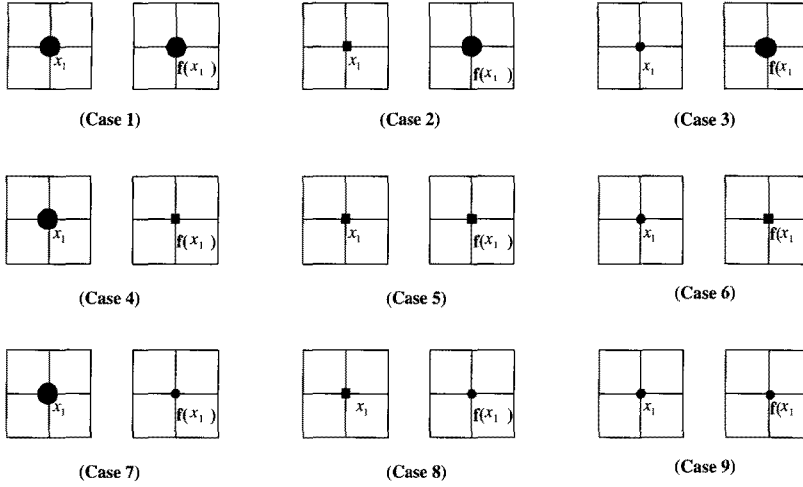 x₁ f(x₁ ) x₁ f(x₁ ) x₁ f(x₁ )
(Case 1) (Case 2) (Case 3)
x₁ f(x₁ ) x₁ f(x₁ ) x₁ f(x₁ )
(Case 4) (Case 5) (Case 6)
x₁ f(x₁ ) x₁ f(x₁ ) x₁ f(x₁ )
(Case 7) (Case 8) (Case 9)